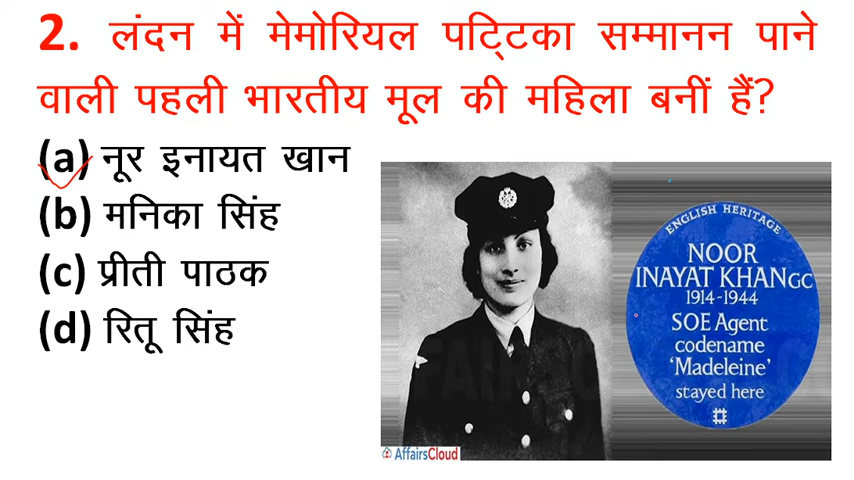 2. लंदन में मेमोरियल पट्टिका सम्मानन पाने
वाली पहली भारतीय मूल की महिला बनीं हैं?
(a) नूर इनायत खान
(b) मनिका सिंह
(c) प्रीती पाठक
(d) रितू सिंह
ENGLISH HERITAGE
NOOR
INAYAT KHAN GC
1914-1944
SOE Agent
codename
'Madeleine'
stayed here
AffairsCloud